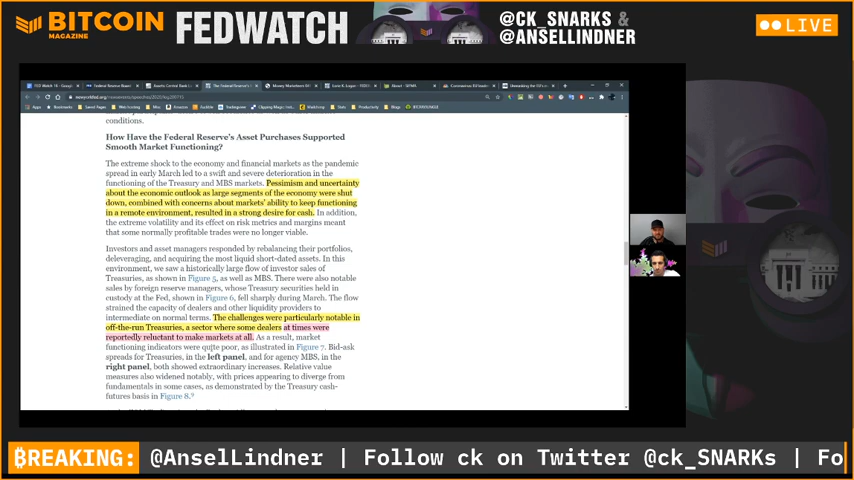 BITCOIN
MAGAZINE
FEDWATCH
@CK_SNARKS &
@ANSELLINDNER
LIVE
conditions.
How Have the Federal Reserve's Asset Purchases Supported
Smooth Market Functioning?
The extreme shock to the economy and financial markets as the pandemic
spread in early March led to a swift and severe deterioration in the
functioning of the Treasury and MBS markets. Pessimism and uncertainty
about the economic outlook as large segments of the economy were shut
down, combined with concerns about markets' ability to keep functioning
in a remote environment, resulted in a strong desire for cash. In addition,
the extreme volatility and its effect on risk metrics and margins meant
that some normally profitable trades were no longer viable.
Investors and asset managers responded by rebalancing their portfolios,
deleveraging, and acquiring the most liquid short-dated assets. In this
environment, we saw a historically large flow of investor sales of
Treasuries, as shown in Figure 5, as well as MBS. There were also notable
sales by foreign reserve managers, whose Treasury securities held in
custody at the Fed, shown in Figure 6, fell sharply during March. The flow
strained the capacity of dealers and other liquidity providers to
intermediate on normal terms. The challenges were particularly notable in
off-the-run Treasuries, a sector where some dealers at times were
reportedly reluctant to make markets at all. As a result, market
functioning indicators were quite poor, as illustrated in Figure 7. Bid-ask
spreads for Treasuries, in the left panel, and for agency MBS, in the
right panel, both showed extraordinary increases. Relative value
measures also widened notably, with prices appearing to diverge from
fundamentals in some cases, as demonstrated by the Treasury cash-
futures basis in Figure 8.⁹
₿REAKING: @AnselLindner | Follow ck on Twitter @ck_SNARKs | Fo